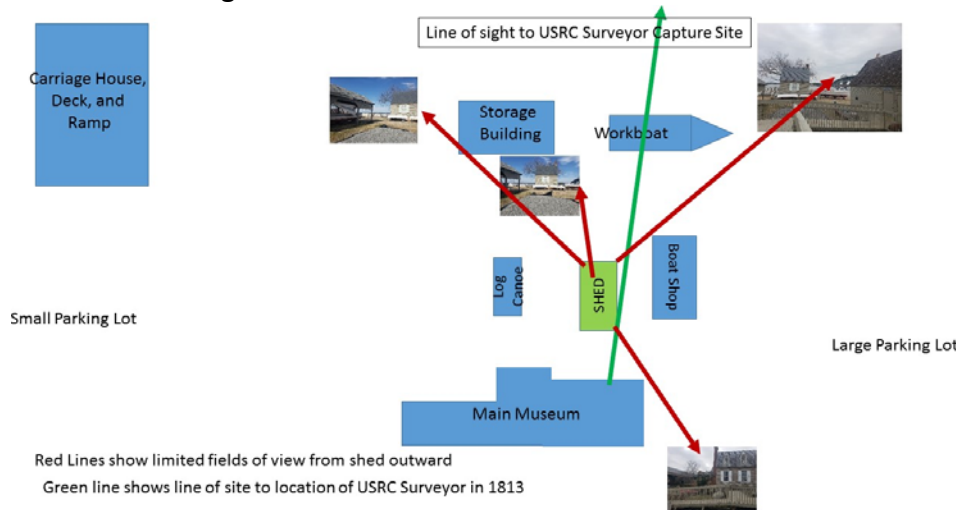 Line of sight to USRC Surveyor Capture Site
Carriage House,
Deck, and
Ramp
Storage
Building
Workboat
Log
Canoe
SHED
Boat Shop
Small Parking Lot
Large Parking Lot
Main Museum
Red Lines show limited fields of view from shed outward
Green line shows line of site to location of USRC Surveyor in 1813